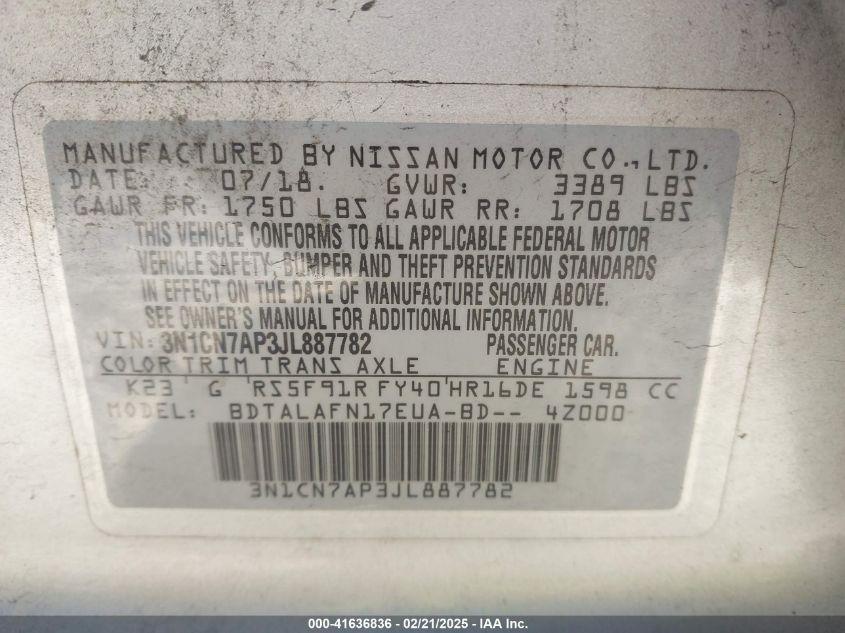 MANUFACTURED BY NISSAN MOTOR CO., LTD.
DATE: 07/18. GVWR: 3389 LBS
GAWR FR: 1750 LBS GAWR RR: 1708 LBS
THIS VEHICLE CONFORMS TO ALL APPLICABLE FEDERAL MOTOR
VEHICLE SAFETY, BUMPER AND THEFT PREVENTION STANDARDS
IN EFFECT ON THE DATE OF MANUFACTURE SHOWN ABOVE.
SEE OWNER'S MANUAL FOR ADDITIONAL INFORMATION.
VIN: 3N1CN7AP3JL887782 PASSENGER CAR.
COLOR TRIM TRANS AXLE ENGINE
K23 G RS5F91R FY40 HR16DE 1598 CC
MODEL: BDTALAFN17EUA-BD-- 4Z000
3N1CN7AP3JL887782
000-41636836 - 02/21/2025 - IAA Inc.